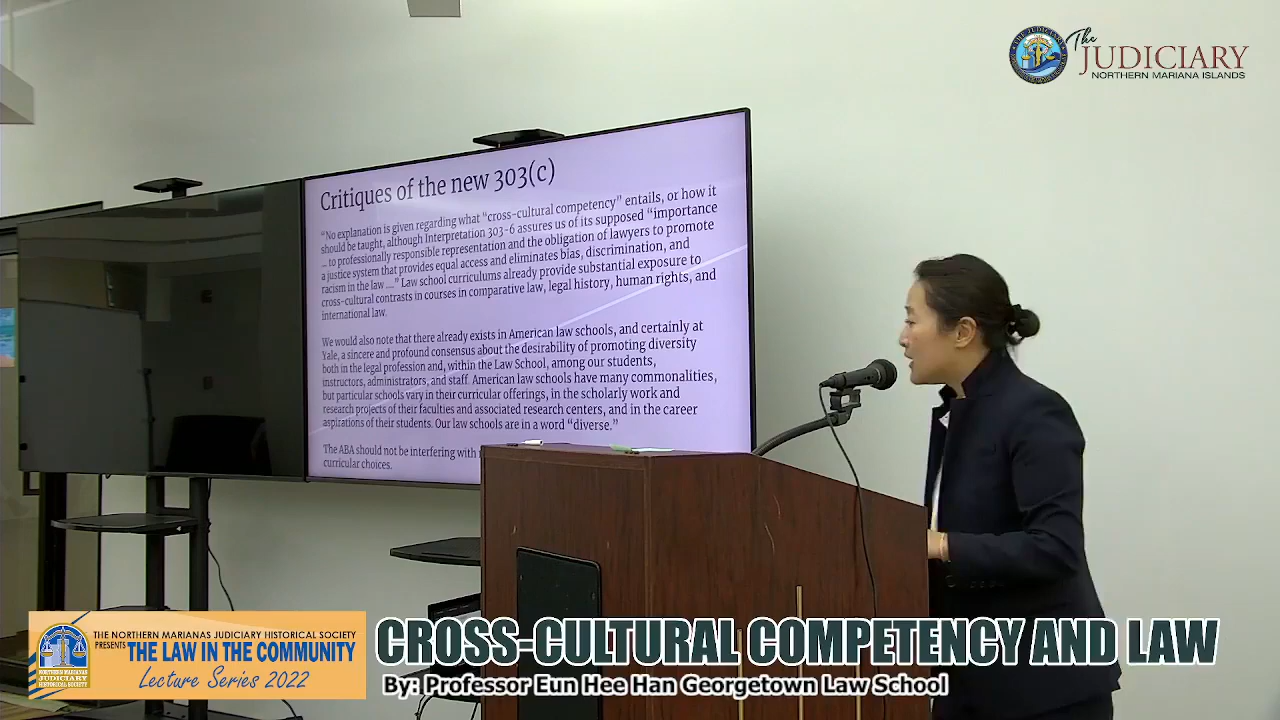 The
JUDICIARY
NORTHERN MARIANA ISLANDS
Critiques of the new 303(c)
"No explanation is given regarding what "cross-cultural competency" entails, or how it
should be taught, although Interpretation 303-6 assures us of its supposed "importance
... to professionally responsible representation and the obligation of lawyers to promote
a justice system that provides equal access and eliminates bias, discrimination, and
racism in the law ...." Law school curriculums already provide substantial exposure to
cross-cultural contrasts in courses in comparative law, legal history, human rights, and
international law.
We would also note that there already exists in American law schools, and certainly at
Yale, a sincere and profound consensus about the desirability of promoting diversity
both in the legal profession and, within the Law School, among our students,
instructors, administrators, and staff. American law schools have many commonalities,
but particular schools vary in their curricular offerings, in the scholarly work and
research projects of their faculties and associated research centers, and in the career
aspirations of their students. Our law schools are in a word "diverse."
The ABA should not be interfering with
curricular choices.
THE NORTHERN MARIANAS JUDICIARY HISTORICAL SOCIETY
PRESENTS THE LAW IN THE COMMUNITY
Lecture Series 2022
NORTHERN MARIANAS
JUDICIARY
HISTORICAL SOCIETY
CROSS-CULTURAL COMPETENCY AND LAW
By: Professor Eun Hee Han Georgetown Law School